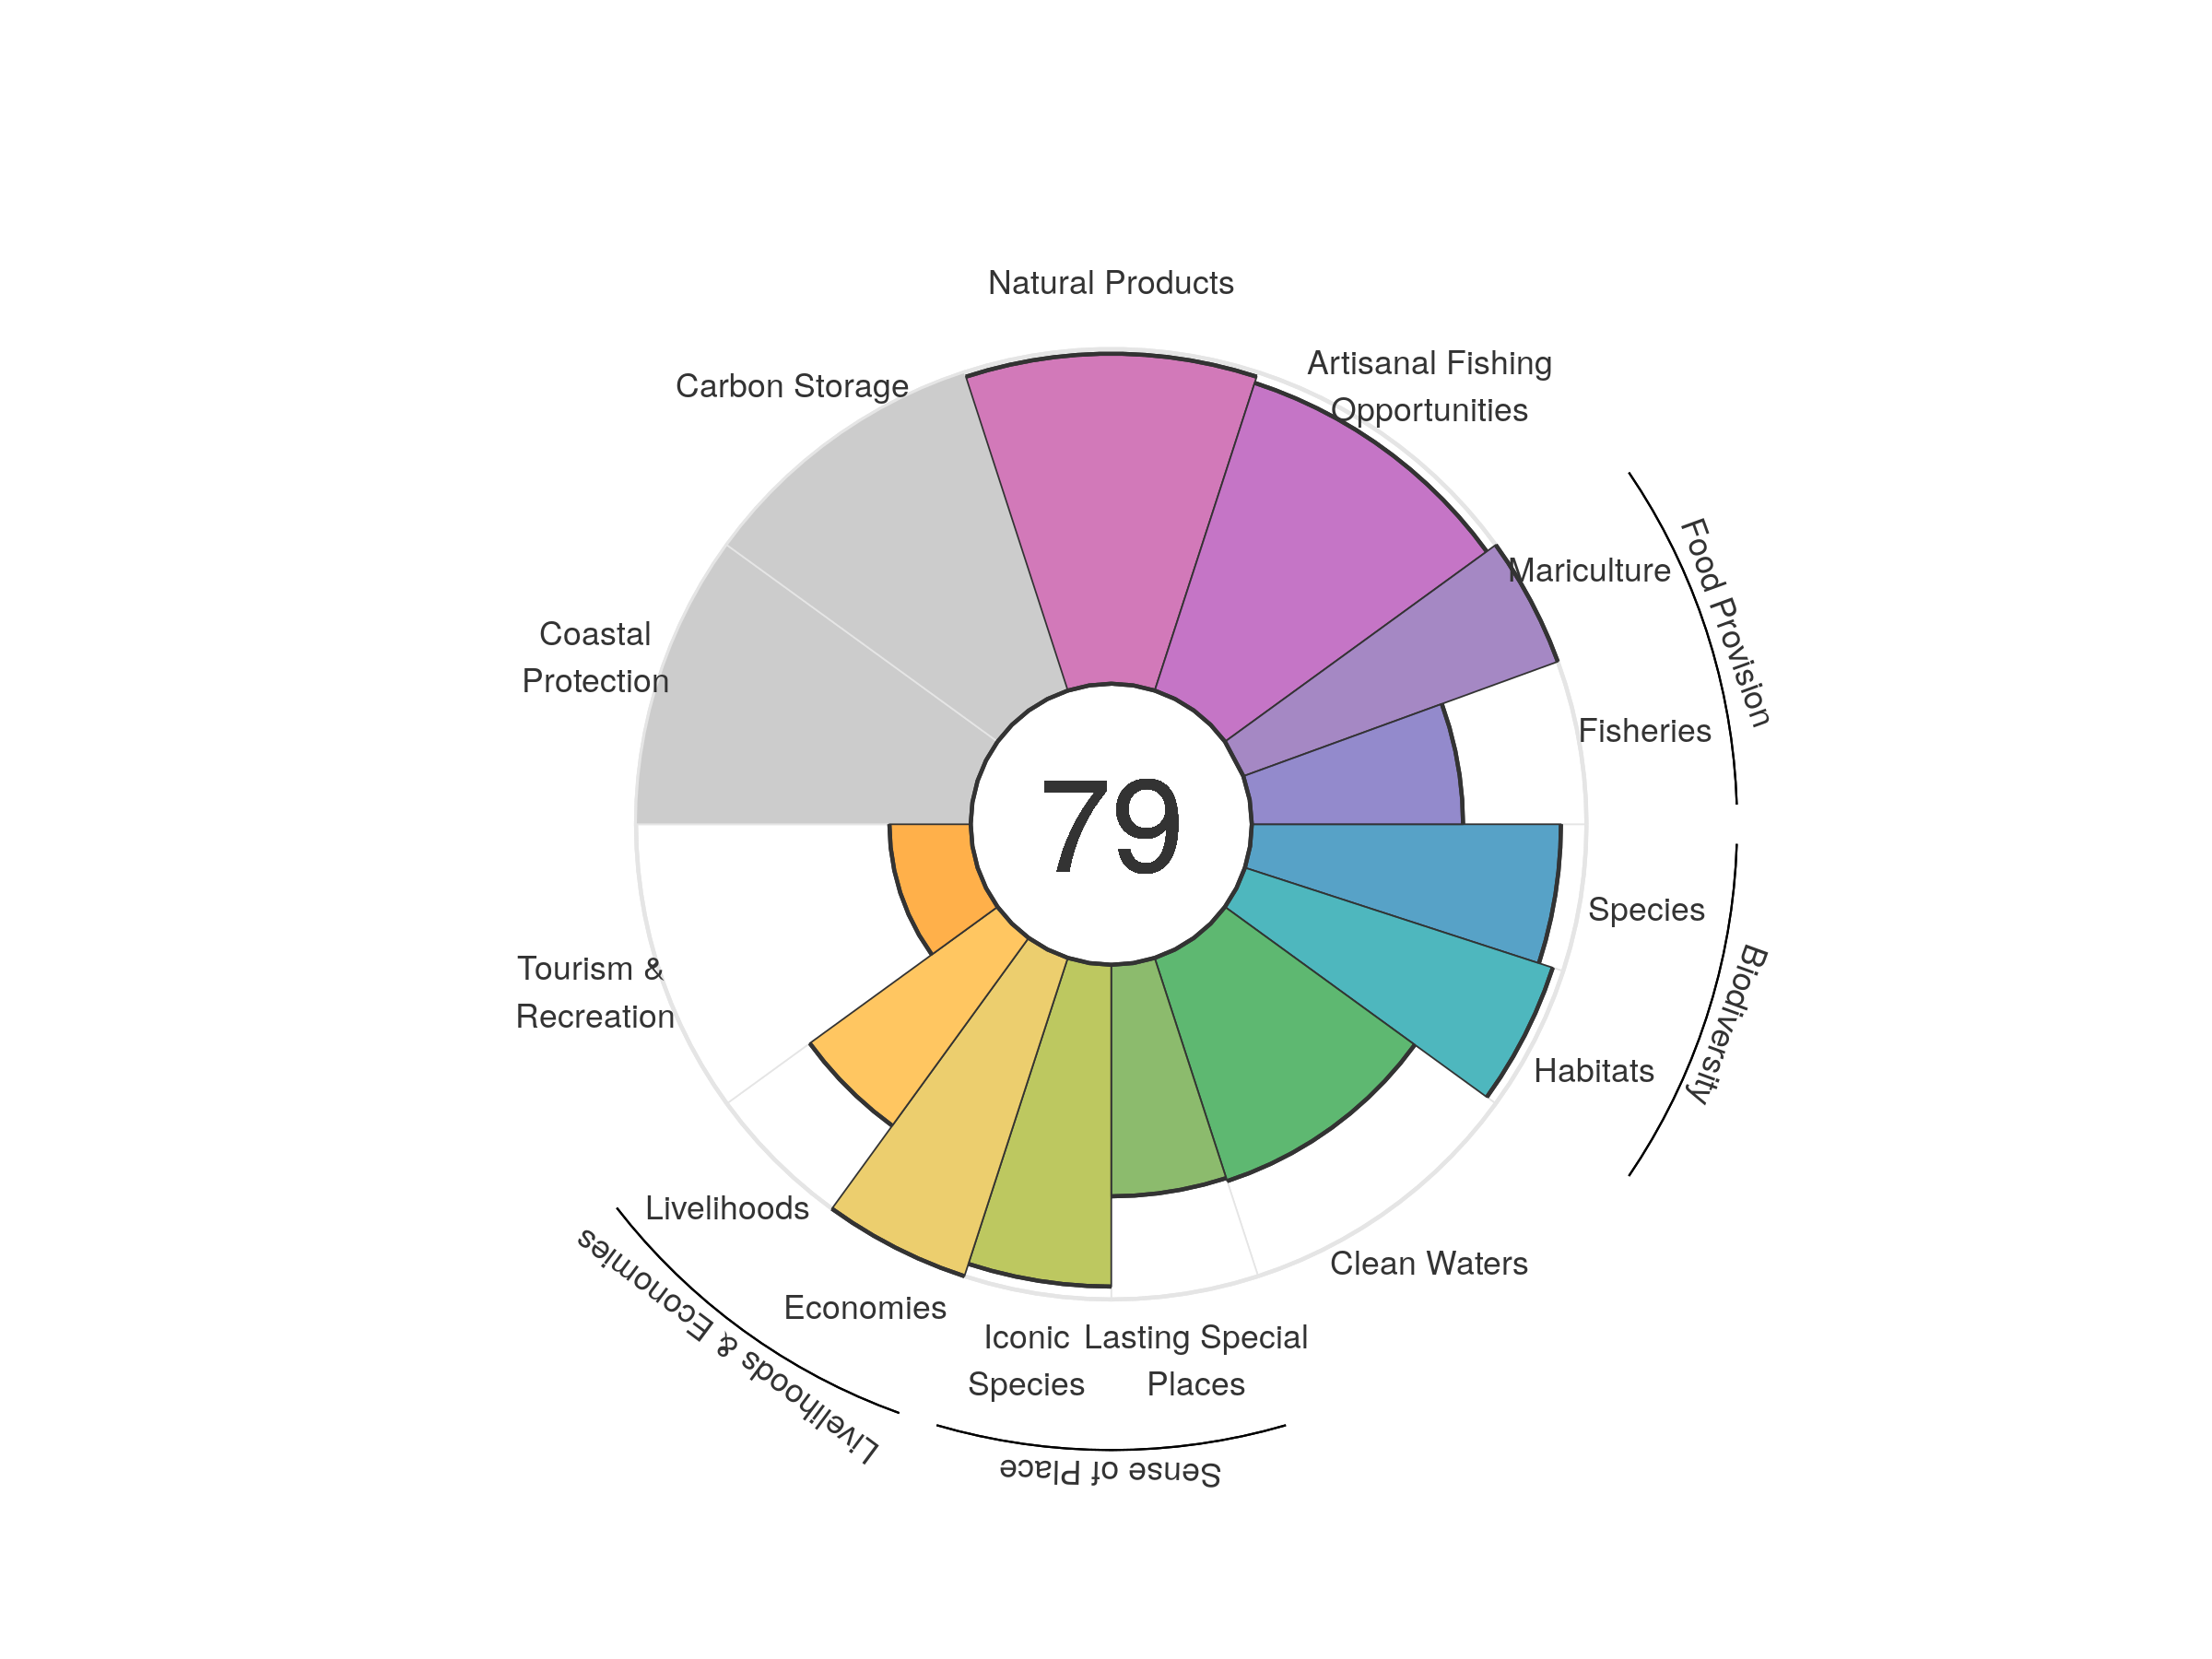 Natural Products
Carbon Storage
Artisanal Fishing
Opportunities
Mariculture
Food Provision
Coastal
Protection
Fisheries
79
Species
Biodiversity
Tourism &
Recreation
Habitats
Livelihoods
Clean Waters
Livelihoods & Economies
Economies
Iconic
Species
Lasting Special
Places
Sense of Place